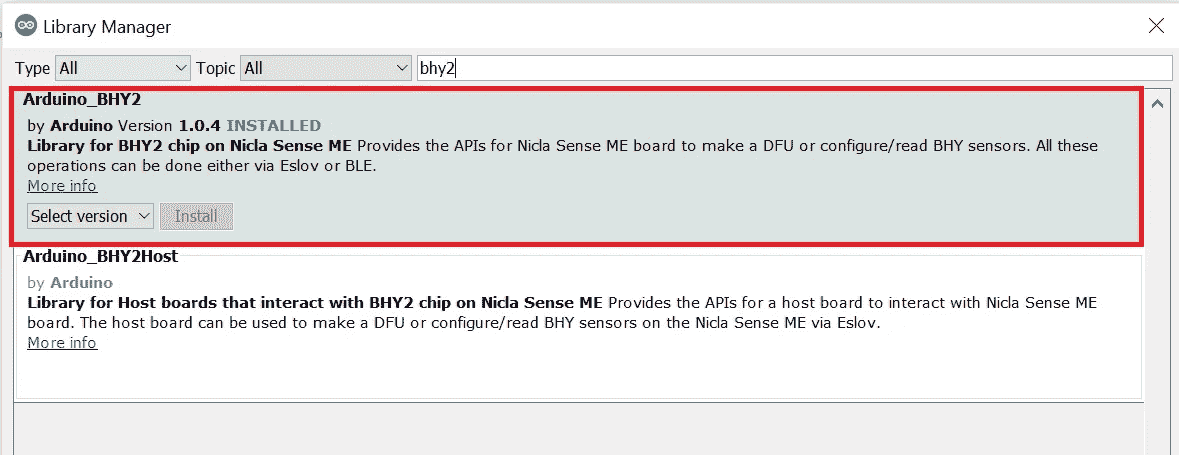 Library Manager
Type All Topic All bhy2
Arduino_BHY2
by Arduino Version 1.0.4 INSTALLED
Library for BHY2 chip on Nicla Sense ME Provides the APIs for Nicla Sense ME board to make a DFU or configure/read BHY sensors. All these
operations can be done either via Eslov or BLE.
More info
Select version Install
Arduino_BHY2Host
by Arduino
Library for Host boards that interact with BHY2 chip on Nicla Sense ME Provides the APIs for a host board to interact with Nicla Sense ME
board. The host board can be used to make a DFU or configure/read BHY sensors on the Nicla Sense ME via Eslov.
More info